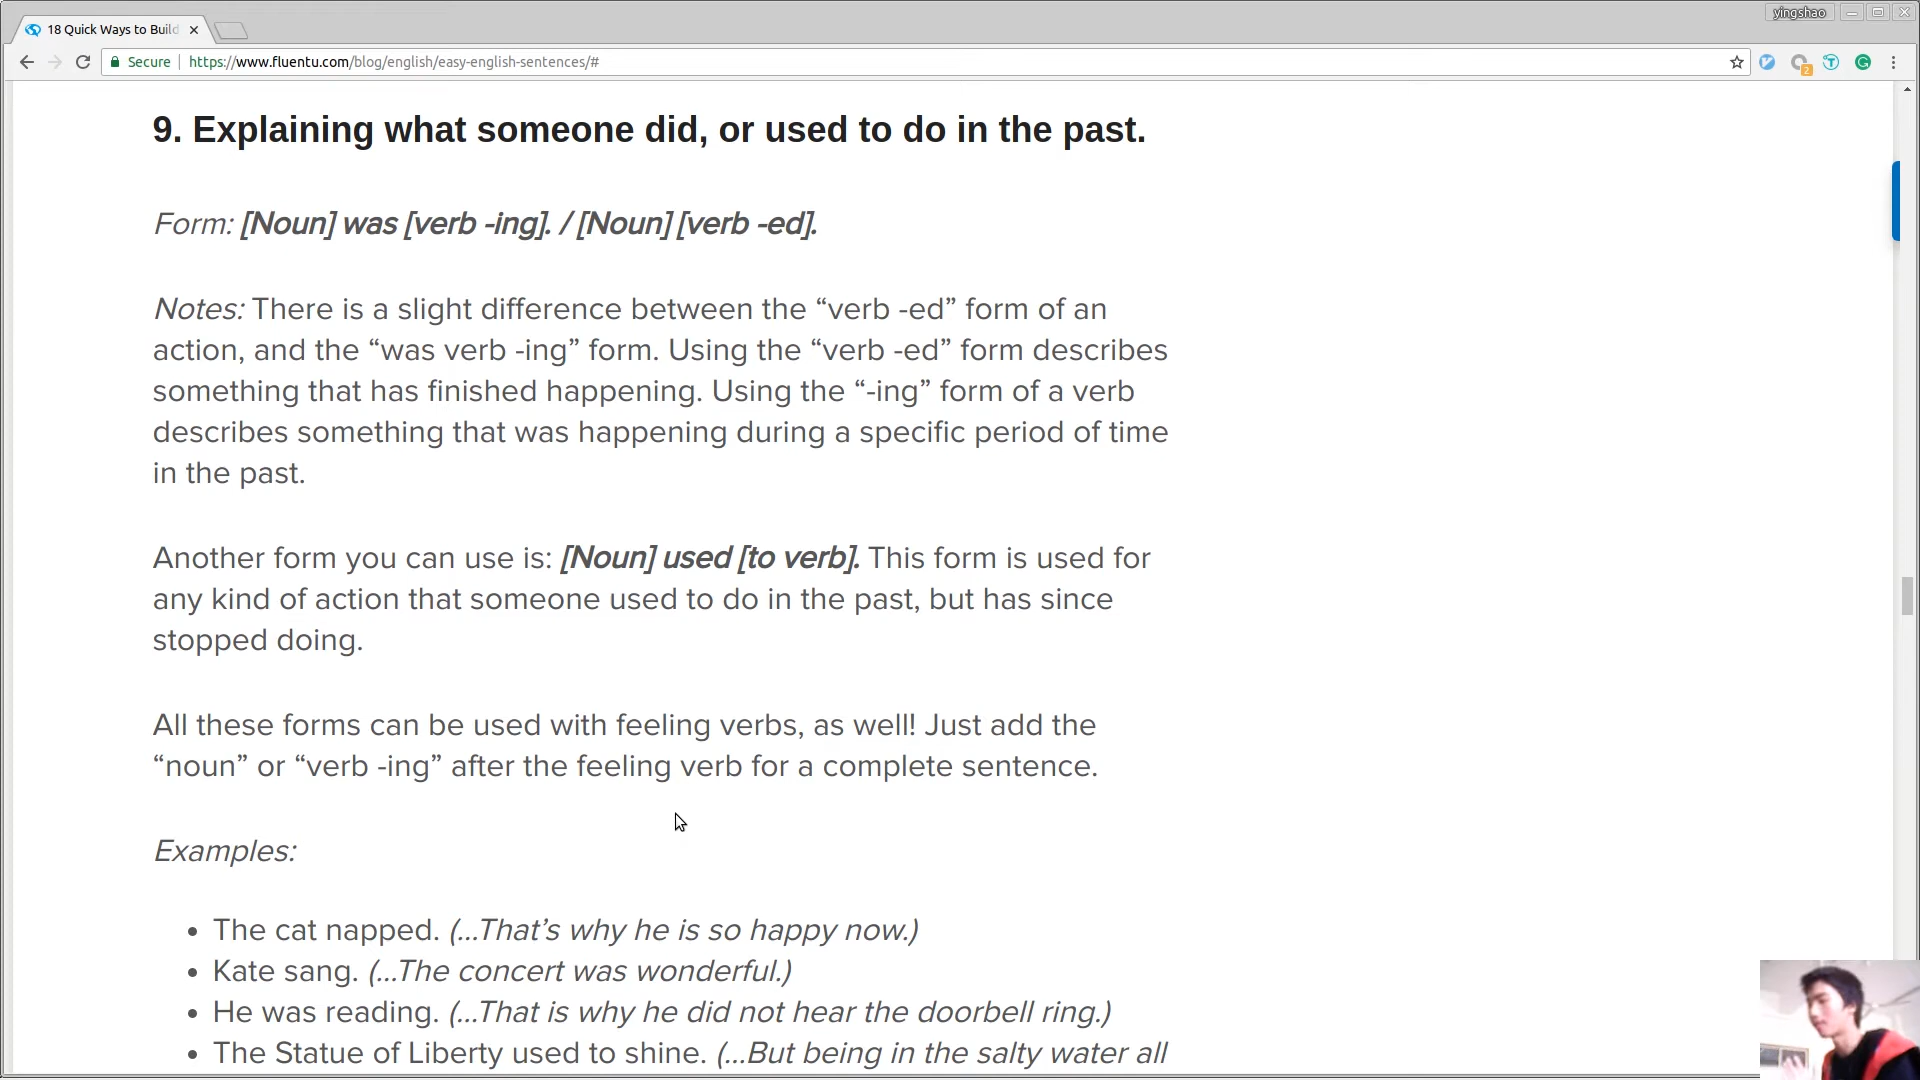 yingshao
18 Quick Ways to Build
Secure
https://www.fluentu.com/blog/english/easy-english-sentences/#
2
9. Explaining what someone did, or used to do in the past.
Form: [Noun] was [verb -ing]. / [Noun] [verb -ed].
Notes: There is a slight difference between the “verb -ed” form of an
action, and the “was verb -ing” form. Using the “verb -ed” form describes
something that has finished happening. Using the “-ing” form of a verb
describes something that was happening during a specific period of time
in the past.
Another form you can use is: [Noun] used [to verb]. This form is used for
any kind of action that someone used to do in the past, but has since
stopped doing.
All these forms can be used with feeling verbs, as well! Just add the
“noun” or “verb -ing” after the feeling verb for a complete sentence.
Examples:
• The cat napped. (…That’s why he is so happy now.)
• Kate sang. (…The concert was wonderful.)
• He was reading. (…That is why he did not hear the doorbell ring.)
• The Statue of Liberty used to shine. (…But being in the salty water all